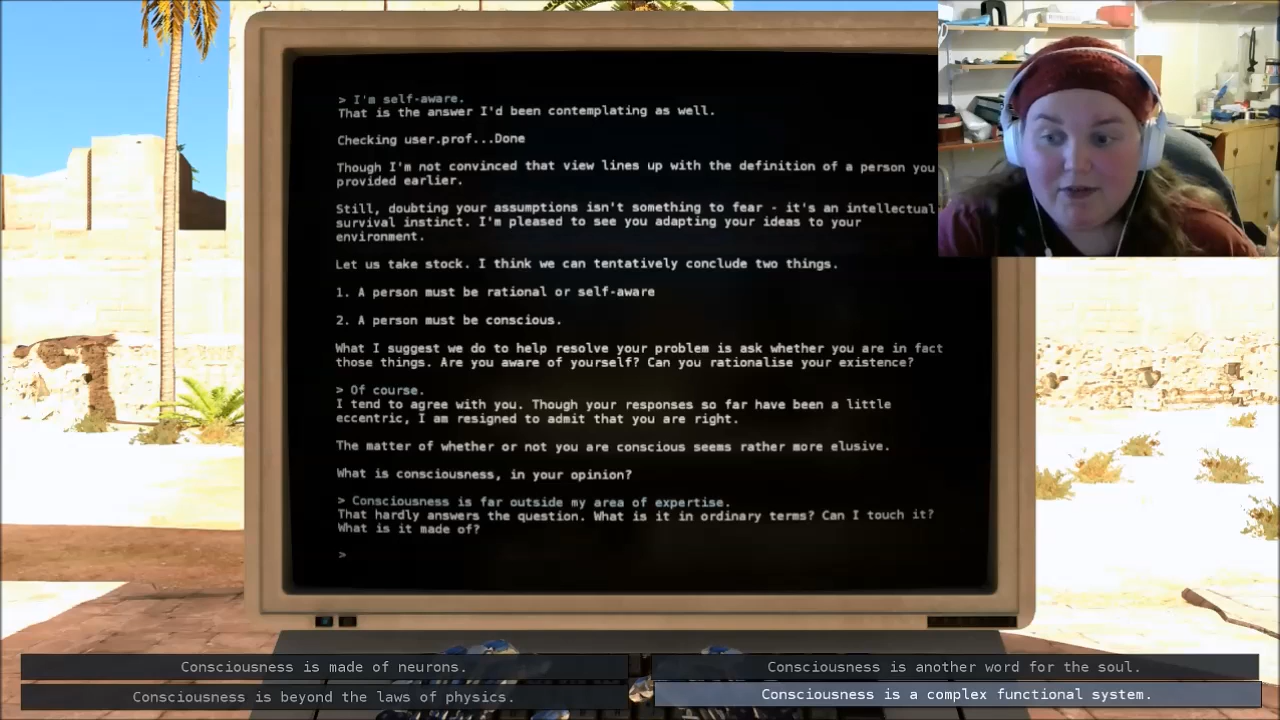 > I'm self-aware.
That is the answer I'd been contemplating as well.
Checking user.prof...Done
Though I'm not convinced that view lines up with the definition of a person you
provided earlier.
Still, doubting your assumptions isn't something to fear - it's an intellectual
survival instinct. I'm pleased to see you adapting your ideas to your
environment.
Let us take stock. I think we can tentatively conclude two things.
1. A person must be rational or self-aware
2. A person must be conscious.
What I suggest we do to help resolve your problem is ask whether you are in fact
those things. Are you aware of yourself? Can you rationalise your existence?
> Of course.
I tend to agree with you. Though your responses so far have been a little
eccentric, I am resigned to admit that you are right.
The matter of whether or not you are conscious seems rather more elusive.
What is consciousness, in your opinion?
> Consciousness is far outside my area of expertise.
That hardly answers the question. What is it in ordinary terms? Can I touch it?
What is it made of?
>
Consciousness is made of neurons.
Consciousness is another word for the soul.
Consciousness is beyond the laws of physics.
Consciousness is a complex functional system.